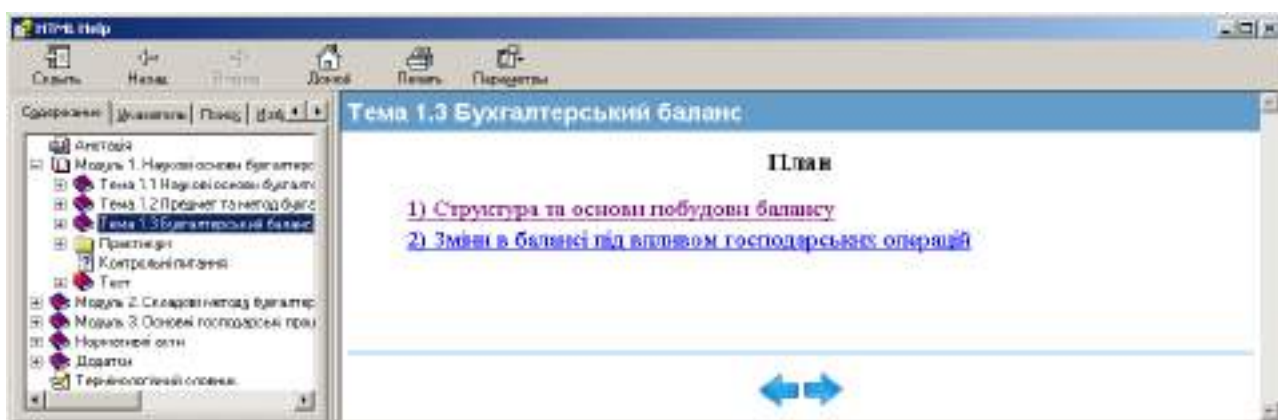 HTML Help
Скрыть Назад Вперед Домой Печать Параметры
Содержание Указатель Поиск Изб
Тема 1.3 Бухгалтерський баланс
Анотація
Модуль 1. Наукові основи бухгалтерс
Тема 1.1 Наукові основи бухгалте
Тема 1.2 Предмет та метод бухга
Тема 1.3 Бухгалтерський баланс
Практикум
Контрольні питання
Тест
Модуль 2. Складові методу бухгалтер
Модуль 3. Основні господарські проц
Нормативні акти
Додатки
Термінологічний словник
План
1) Структура та основи побудови балансу
2) Зміни в балансі під впливом господарських операцій